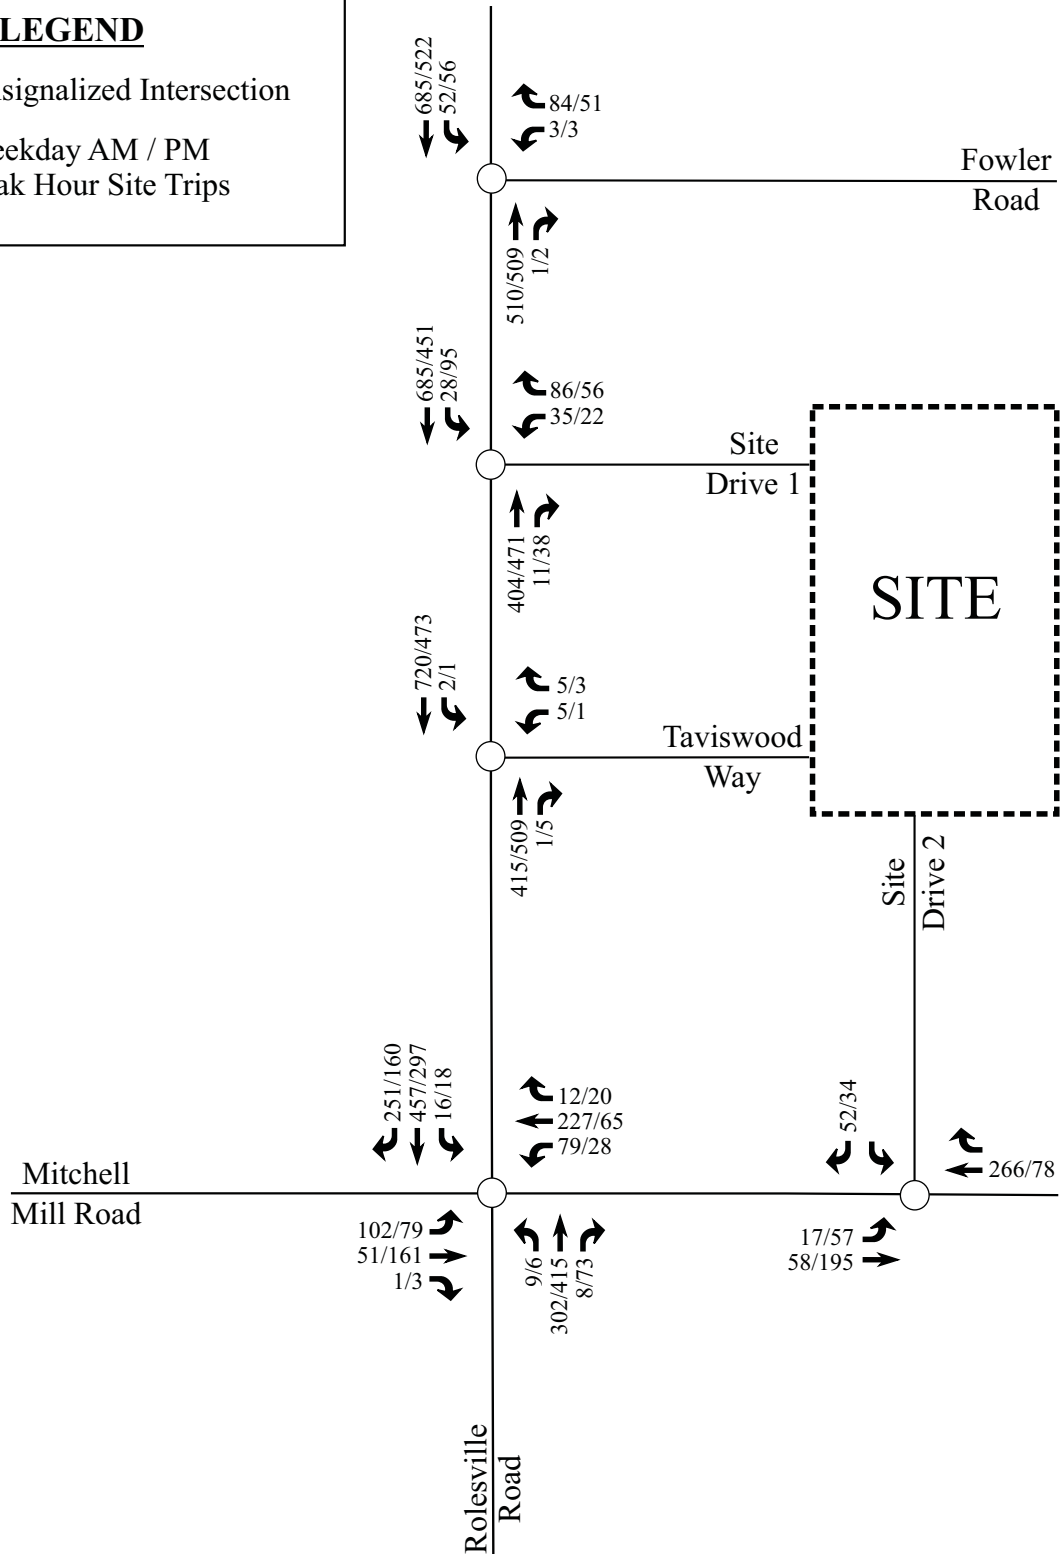 LEGEND
signalized Intersection
eekday AM / PM
ak Hour Site Trips
685/522
52/56
84/51
3/3
Fowler
Road
510/509
1/2
685/451
28/95
86/56
35/22
Site
Drive 1
404/471
11/38
SITE
720/473
2/1
5/3
5/1
Taviswood
Way
415/509
1/5
Site
Drive 2
251/160
457/297
16/18
12/20
227/65
79/28
52/34
266/78
Mitchell
Mill Road
102/79
51/161
1/3
9/6
302/415
8/73
17/57
58/195
Rolesville
Road